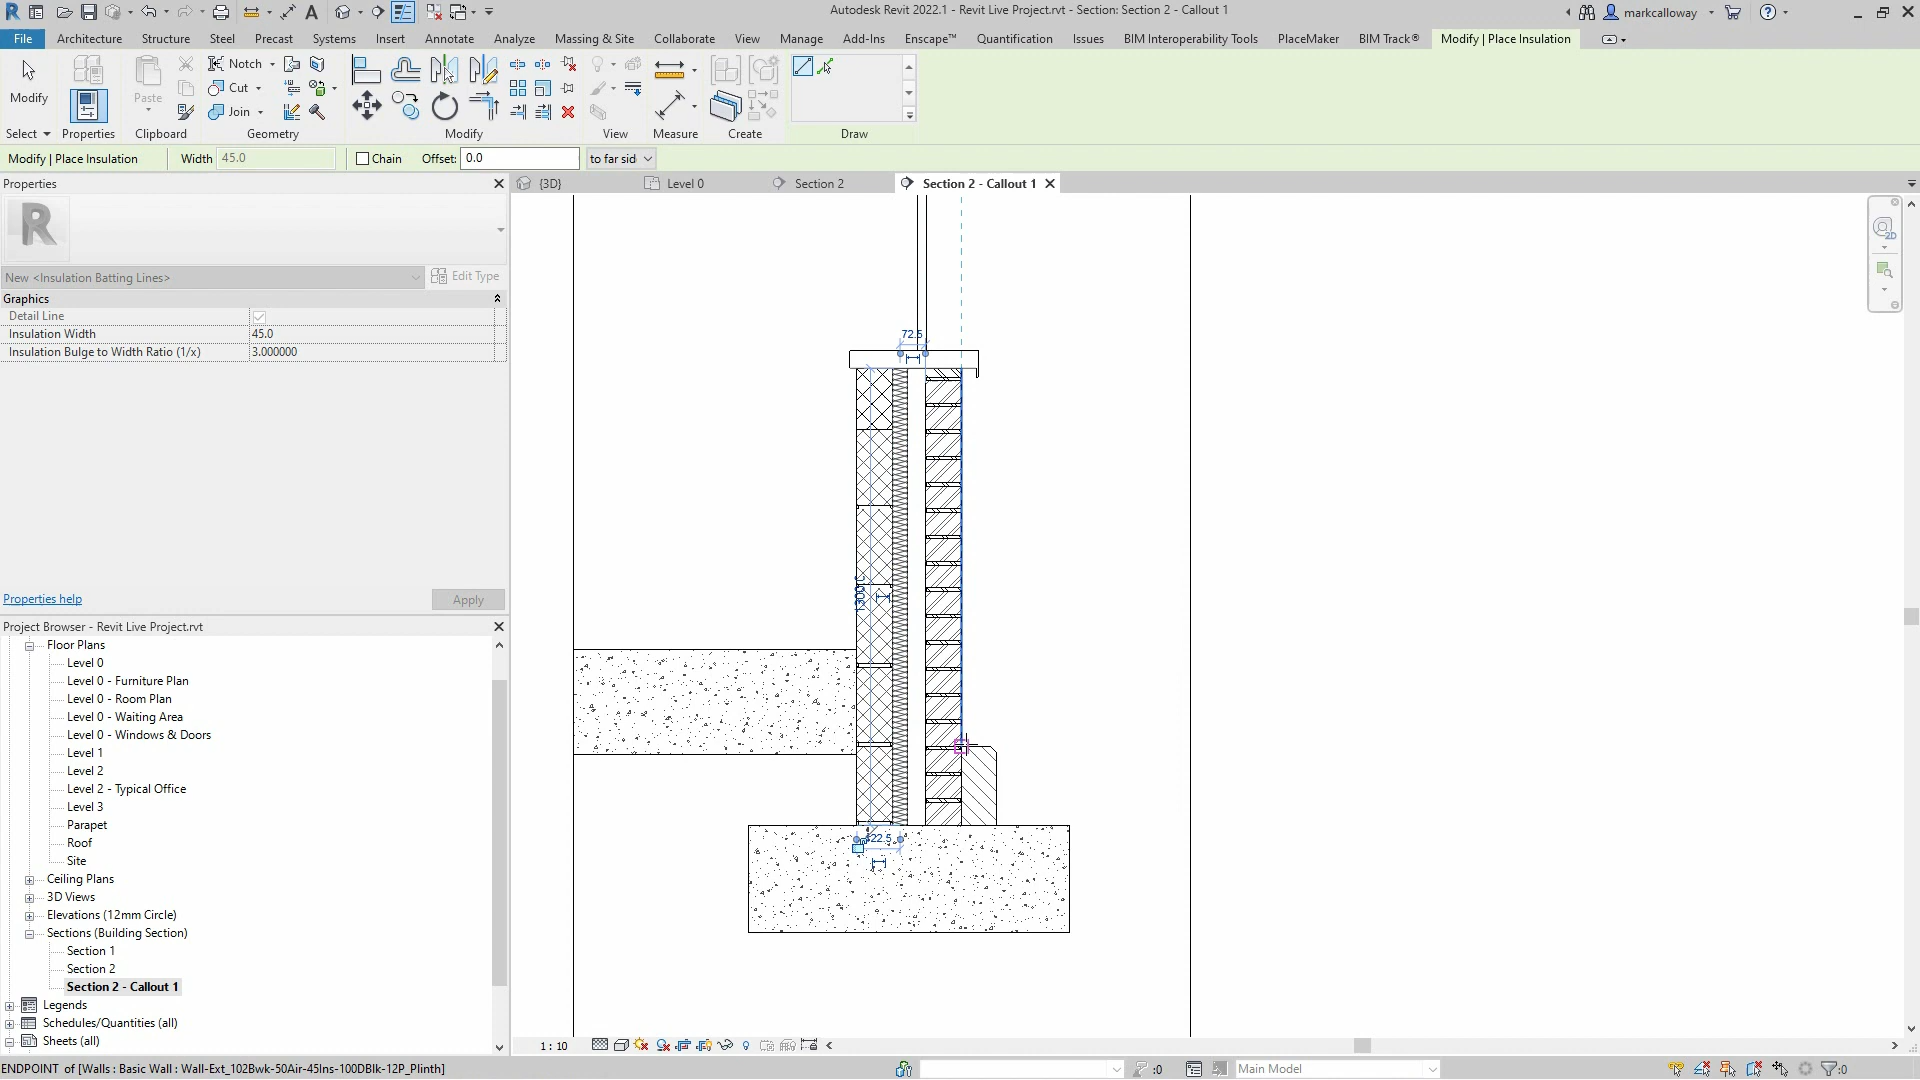 Autodesk Revit 2022.1 - Revit Live Project.rvt - Section: Section 2 - Callout 1
markcalloway
File Architecture Structure Steel Precast Systems Insert Annotate Analyze Massing & Site Collaborate View Manage Add-Ins Enscape™ Quantification Issues BIM Interoperability Tools PlaceMaker BIM Track® Modify | Place Insulation
Modify
Paste
Notch
Cut
Join
Select Properties Clipboard Geometry Modify View Measure Create Draw
Modify | Place Insulation Width 45.0 Chain Offset: 0.0 to far sid
Properties
{3D} Level 0 Section 2 Section 2 - Callout 1
New <Insulation Batting Lines> Edit Type
Graphics
Detail Line
Insulation Width 45.0
Insulation Bulge to Width Ratio (1/x) 3.000000
Properties help Apply
72.5
Project Browser - Revit Live Project.rvt
Floor Plans
Level 0
Level 0 - Furniture Plan
Level 0 - Room Plan
Level 0 - Waiting Area
Level 0 - Windows & Doors
Level 1
Level 2
Level 2 - Typical Office
Level 3
Parapet
Roof
Site
Ceiling Plans
3D Views
Elevations (12mm Circle)
Sections (Building Section)
Section 1
Section 2
Section 2 - Callout 1
Legends
Schedules/Quantities (all)
Sheets (all)
1 : 10
ENDPOINT of [Walls : Basic Wall : Wall-Ext_102Bwk-50Air-45Ins-100DBlk-12P_Plinth]
:0
Main Model
:0